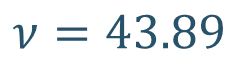 ν = 43.89